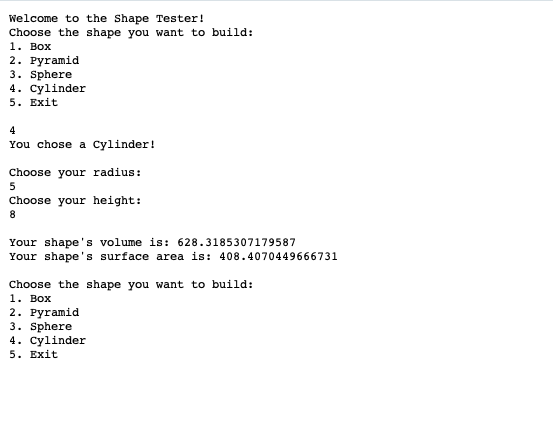 Welcome to the Shape Tester!
Choose the shape you want to build:
1. Box
2. Pyramid
3. Sphere
4. Cylinder
5. Exit
4
You chose a Cylinder!
Choose your radius:
5
Choose your height:
8
Your shape's volume is: 628.3185307179587
Your shape's surface area is: 408.4070449666731
Choose the shape you want to build:
1. Box
2. Pyramid
3. Sphere
4. Cylinder
5. Exit